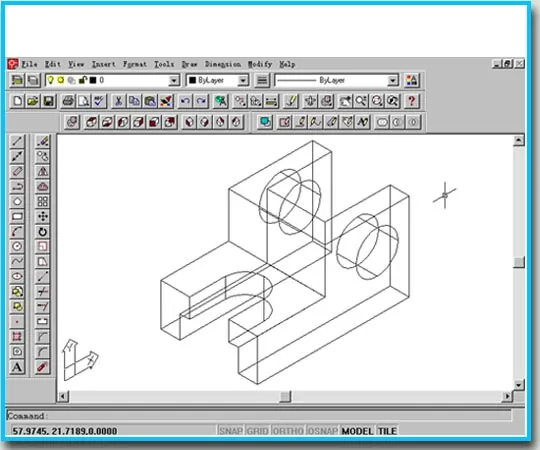 File Edit View Insert Format Tools Draw Dimension Modify Help
0 ByLayer ByLayer
A
Command:
57.9745, 21.7189,0.0000 SNAP GRID ORTHO OSNAP MODEL TILE